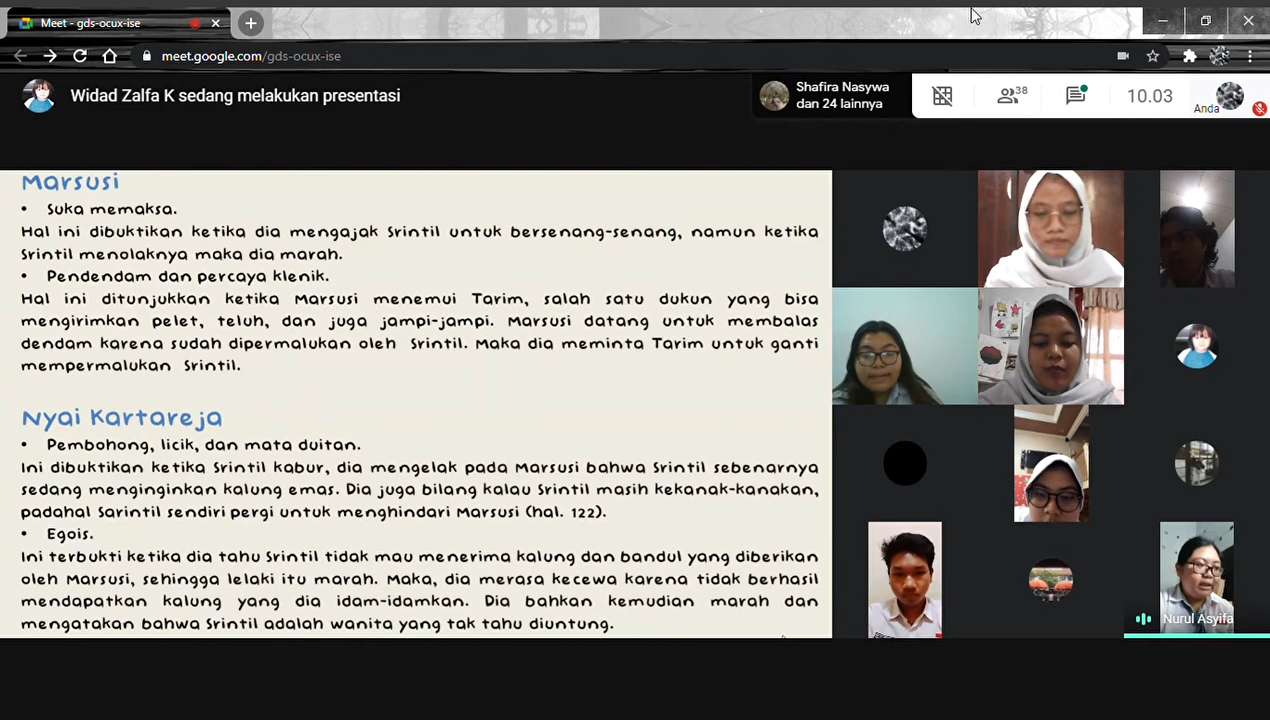 Meet - gds-ocux-ise
meet.google.com/gds-ocux-ise
Widad Zalfa K sedang melakukan presentasi
Shafira Nasywa
dan 24 lainnya
38
10.03
Anda
Marsusi
• Suka memaksa.
Hal ini dibuktikan ketika dia mengajak Srintil untuk bersenang-senang, namun ketika
Srintil menolaknya maka dia marah.
• Pendendam dan percaya klenik.
Hal ini ditunjukkan ketika Marsusi menemui Tarim, salah satu dukun yang bisa
mengirimkan pelet, teluh, dan juga jampi-jampi. Marsusi datang untuk membalas
dendam karena sudah dipermalukan oleh Srintil. Maka dia meminta Tarim untuk ganti
mempermalukan Srintil.
Nyai Kartareja
• Pembohong, licik, dan mata duitan.
Ini dibuktikan ketika Srintil kabur, dia mengelak pada Marsusi bahwa Srintil sebenarnya
sedang menginginkan kalung emas. Dia juga bilang kalau Srintil masih kekanak-kanakan,
padahal Sarintil sendiri pergi untuk menghindari Marsusi (hal. 122).
• Egois.
Ini terbukti ketika dia tahu Srintil tidak mau menerima kalung dan bandul yang diberikan
oleh Marsusi, sehingga lelaki itu marah. Maka, dia merasa kecewa karena tidak berhasil
mendapatkan kalung yang dia idam-idamkan. Dia bahkan kemudian marah dan
mengatakan bahwa Srintil adalah wanita yang tak tahu diuntung.
Nurul Asyifa